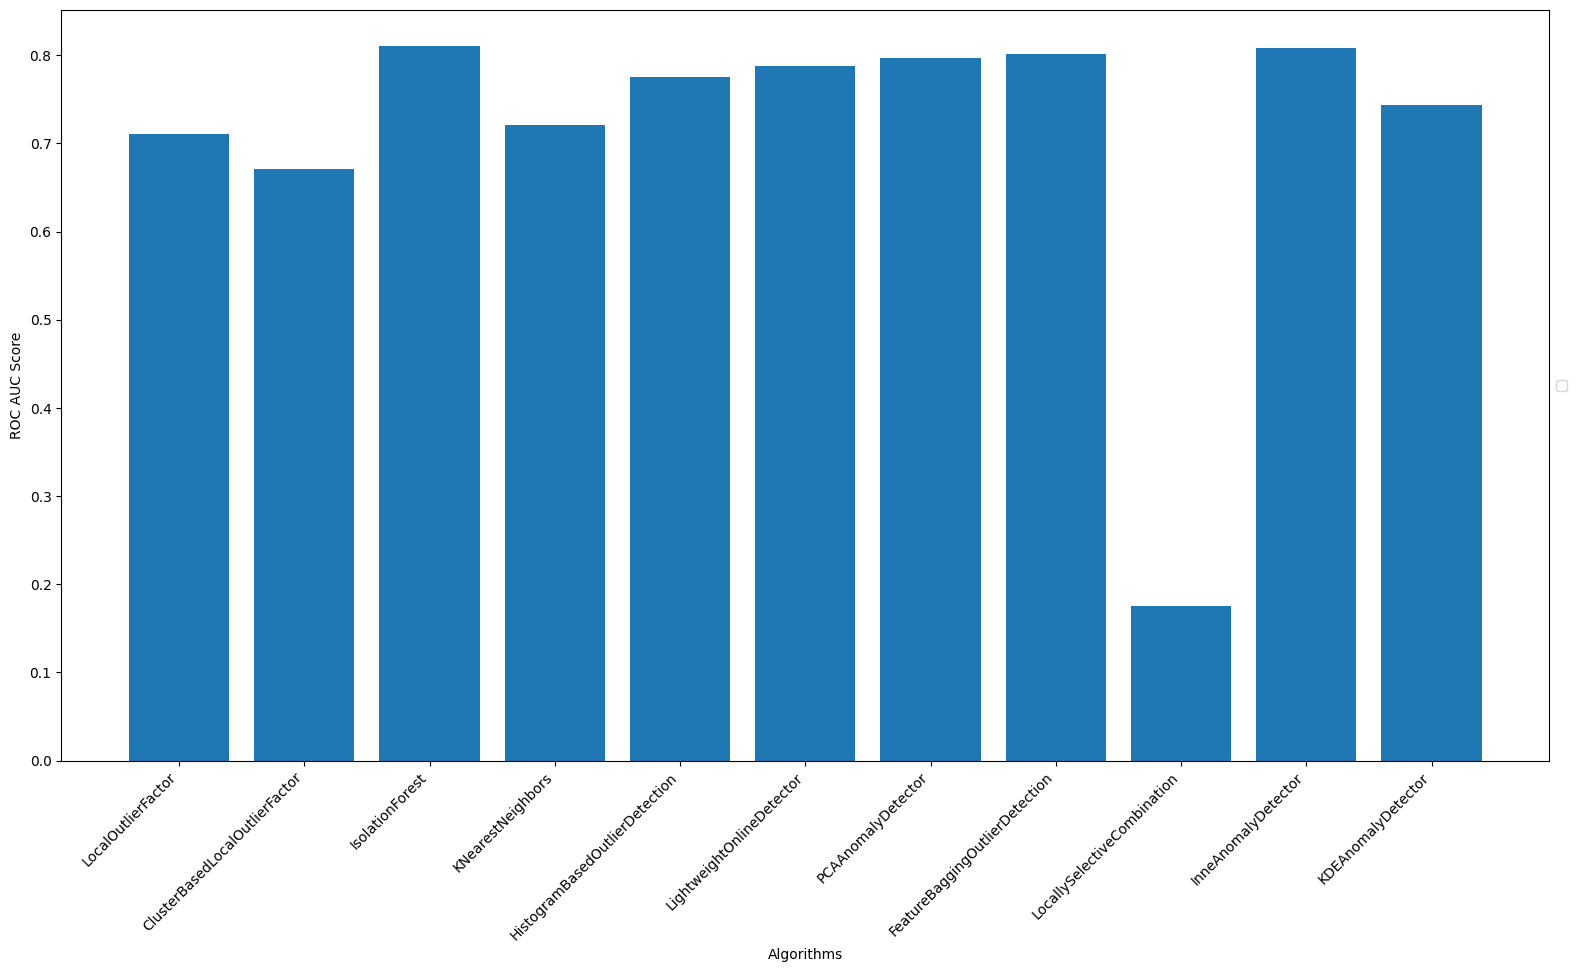 0.8
0.7
0.6
0.5
0.4
0.3
0.2
0.1
0.0
ROC AUC Score
LocalOutlierFactor
ClusterBasedLocalOutlierFactor
IsolationForest
KNearestNeighbors
HistogramBasedOutlierDetection
LightweightOnlineDetector
PCAAnomalyDetector
FeatureBaggingOutlierDetection
LocallySelectiveCombination
InneAnomalyDetector
KDEAnomalyDetector
Algorithms